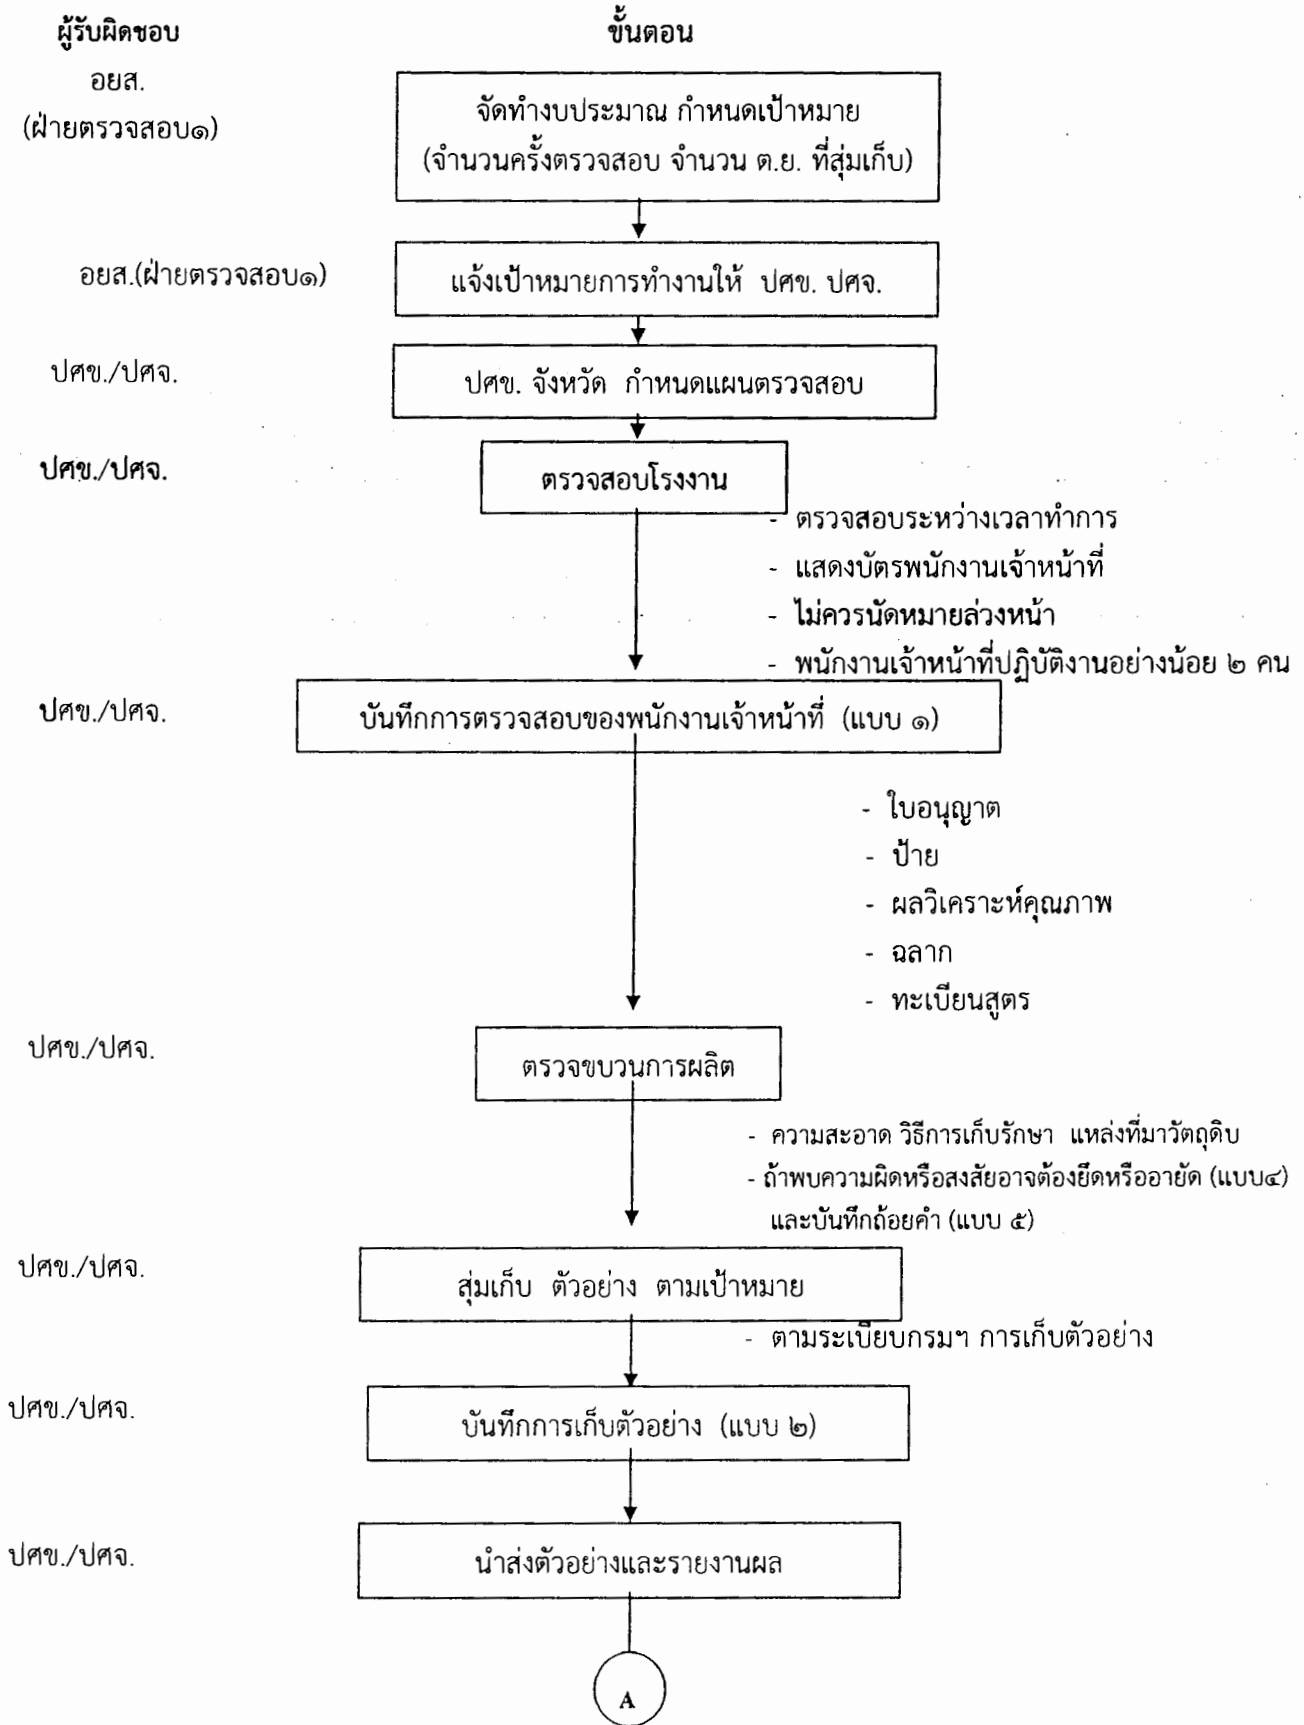 ผู้รับผิดชอบ ขั้นตอน
อยส.
(ฝ่ายตรวจสอบ๑)
จัดทำงบประมาณ กำหนดเป้าหมาย
(จำนวนครั้งตรวจสอบ จำนวน ต.ย. ที่สุ่มเก็บ)
อยส.(ฝ่ายตรวจสอบ๑) แจ้งเป้าหมายการทำงานให้ ปศข. ปศจ.
ปศข./ปศจ. ปศข. จังหวัด กำหนดแผนตรวจสอบ
ปศข./ปศจ. ตรวจสอบโรงงาน
- ตรวจสอบระหว่างเวลาทำการ
- แสดงบัตรพนักงานเจ้าหน้าที่
- ไม่ควรนัดหมายล่วงหน้า
- พนักงานเจ้าหน้าที่ปฏิบัติงานอย่างน้อย ๒ คน
ปศข./ปศจ. บันทึกการตรวจสอบของพนักงานเจ้าหน้าที่ (แบบ ๑)
- ใบอนุญาต
- ป้าย
- ผลวิเคราะห์คุณภาพ
- ฉลาก
- ทะเบียนสูตร
ปศข./ปศจ. ตรวจขบวนการผลิต
- ความสะอาด วิธีการเก็บรักษา แหล่งที่มาวัตถุดิบ
- ถ้าพบความผิดหรือสงสัยอาจต้องยึดหรืออายัด (แบบ๔)
และบันทึกถ้อยคำ (แบบ ๕)
ปศข./ปศจ. สุ่มเก็บ ตัวอย่าง ตามเป้าหมาย
- ตามระเบียบกรมฯ การเก็บตัวอย่าง
ปศข./ปศจ. บันทึกการเก็บตัวอย่าง (แบบ ๒)
ปศข./ปศจ. นำส่งตัวอย่างและรายงานผล
A